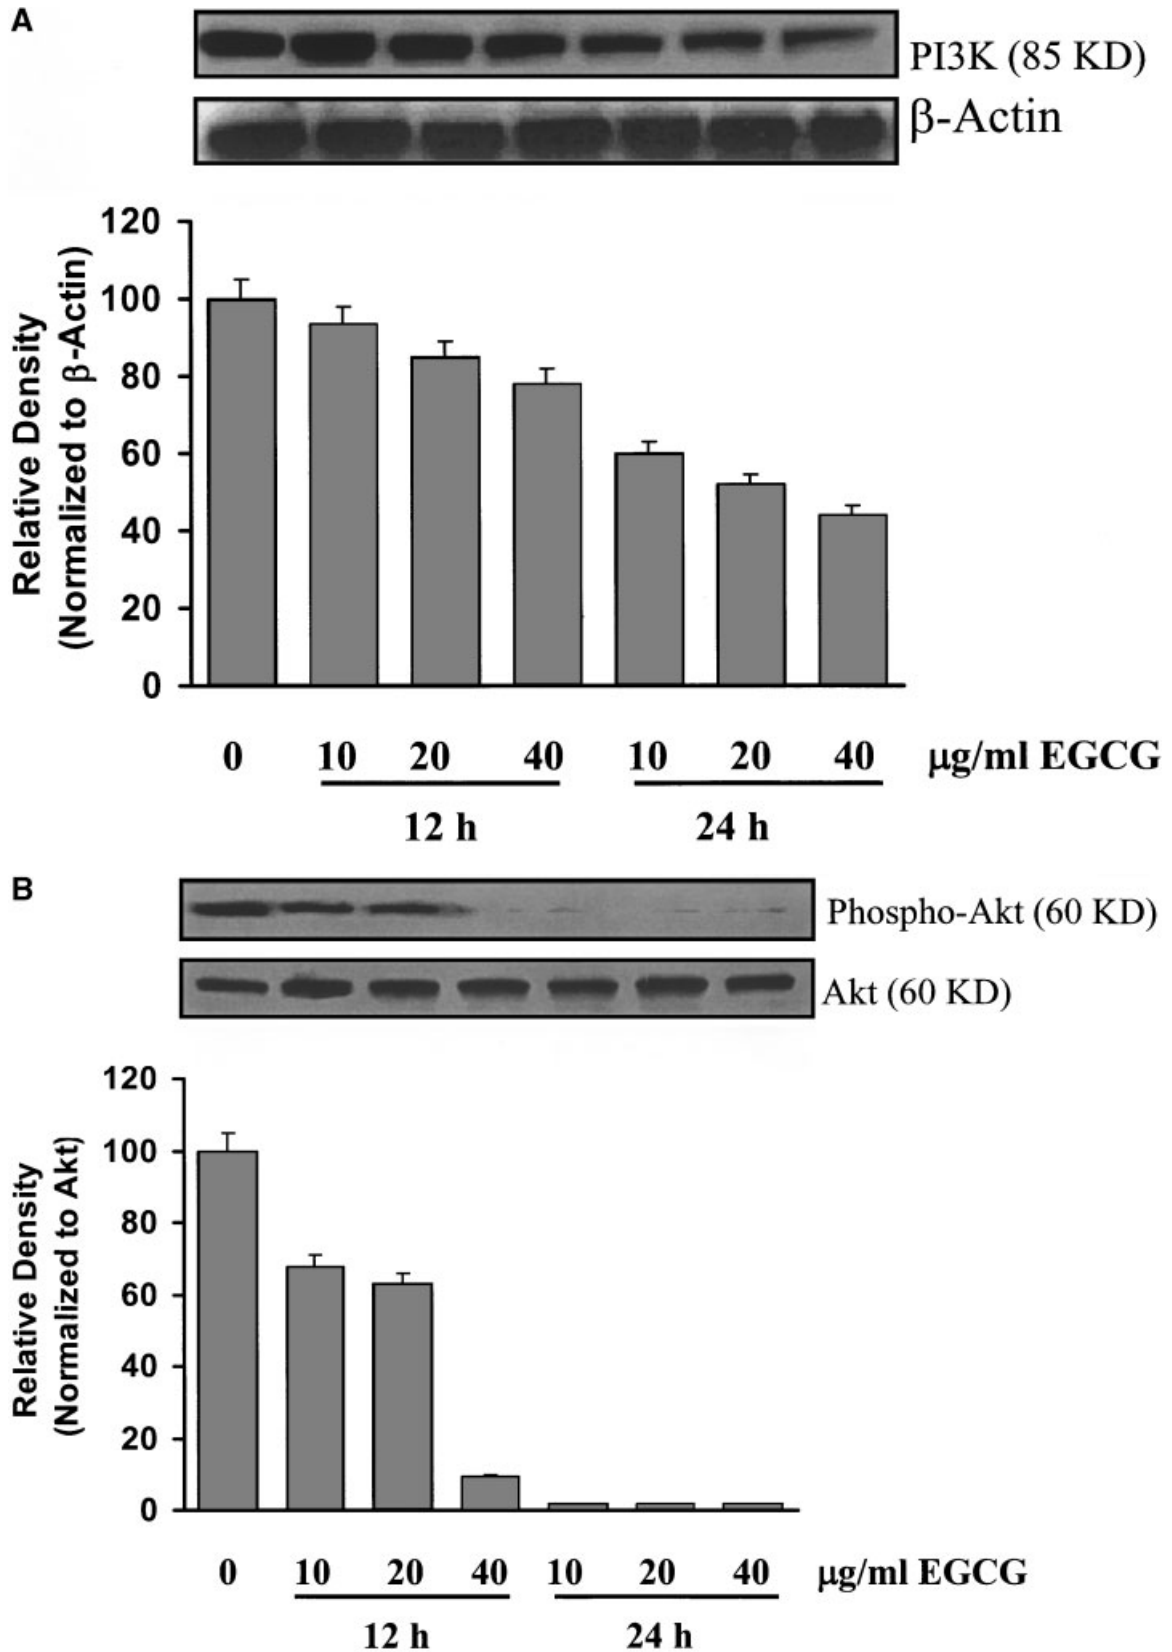 A
PI3K (85 KD)
β-Actin
120
100
80
60
40
20
0
Relative Density
(Normalized to β-Actin)
0 10 20 40 10 20 40 μg/ml EGCG
12 h 24 h
B
Phospho-Akt (60 KD)
Akt (60 KD)
120
100
80
60
40
20
0
Relative Density
(Normalized to Akt)
0 10 20 40 10 20 40 μg/ml EGCG
12 h 24 h